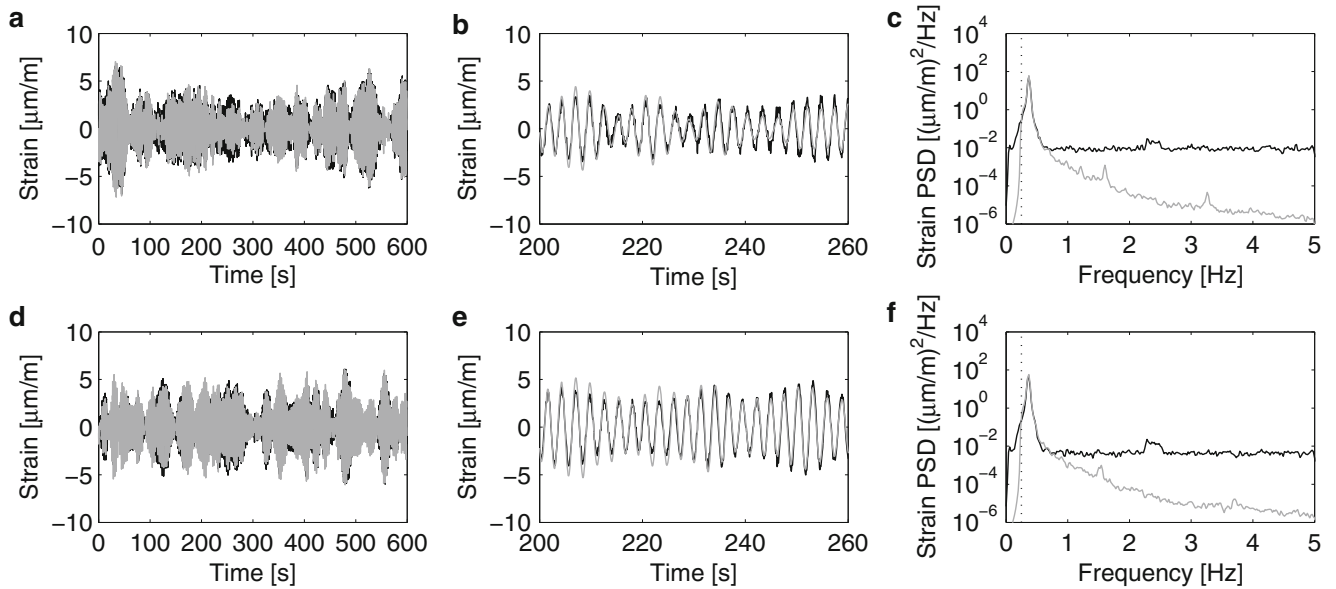 a
10
5
0
−5
−10
Strain [μm/m]
0 100 200 300 400 500 600
Time [s]
b
10
5
0
−5
−10
Strain [μm/m]
200 220 240 260
Time [s]
c
10^4
10^2
10^0
10^−2
10^−4
10^−6
Strain PSD [(μm/m)^2/Hz]
0 1 2 3 4 5
Frequency [Hz]
d
10
5
0
−5
−10
Strain [μm/m]
0 100 200 300 400 500 600
Time [s]
e
10
5
0
−5
−10
Strain [μm/m]
200 220 240 260
Time [s]
f
10^4
10^2
10^0
10^−2
10^−4
10^−6
Strain PSD [(μm/m)^2/Hz]
0 1 2 3 4 5
Frequency [Hz]